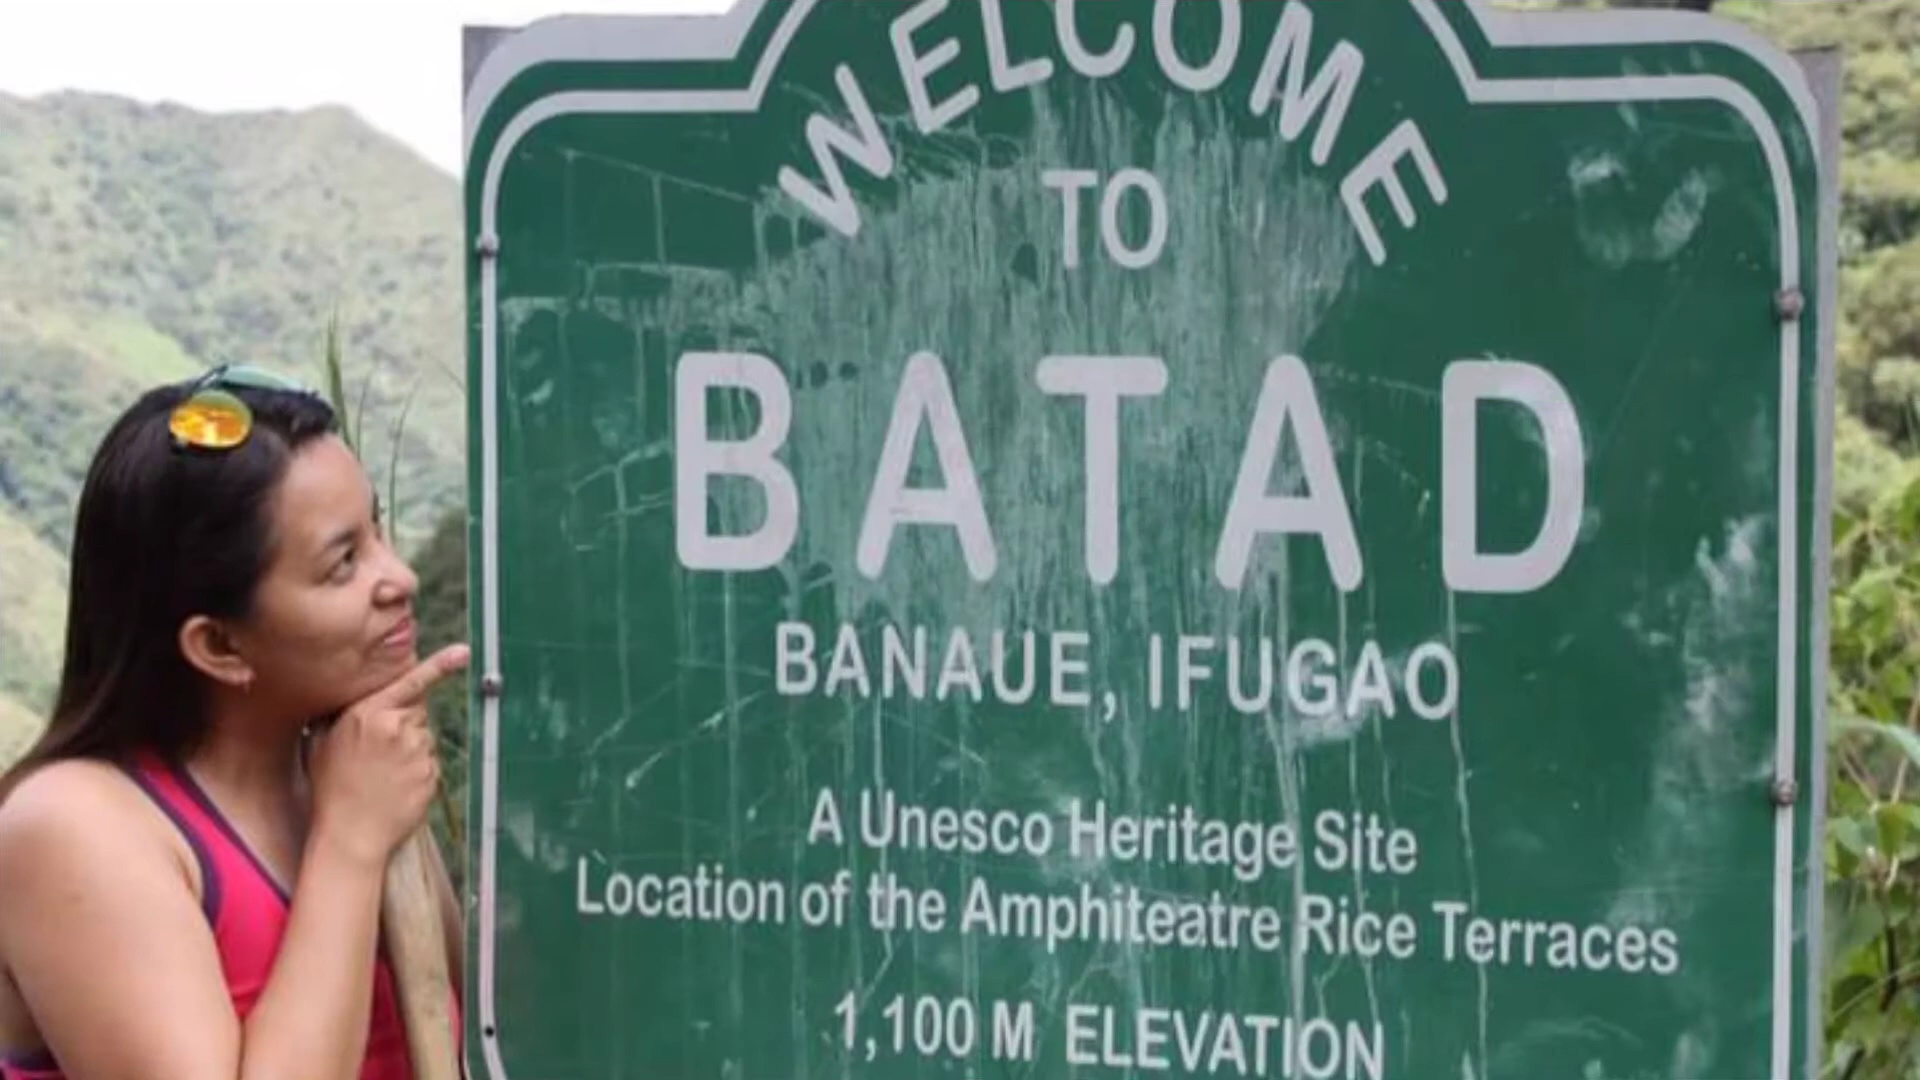 WELCOME
TO
BATAD
BANAUE, IFUGAO
A Unesco Heritage Site
Location of the Amphiteatre Rice Terraces
1,100 M ELEVATION